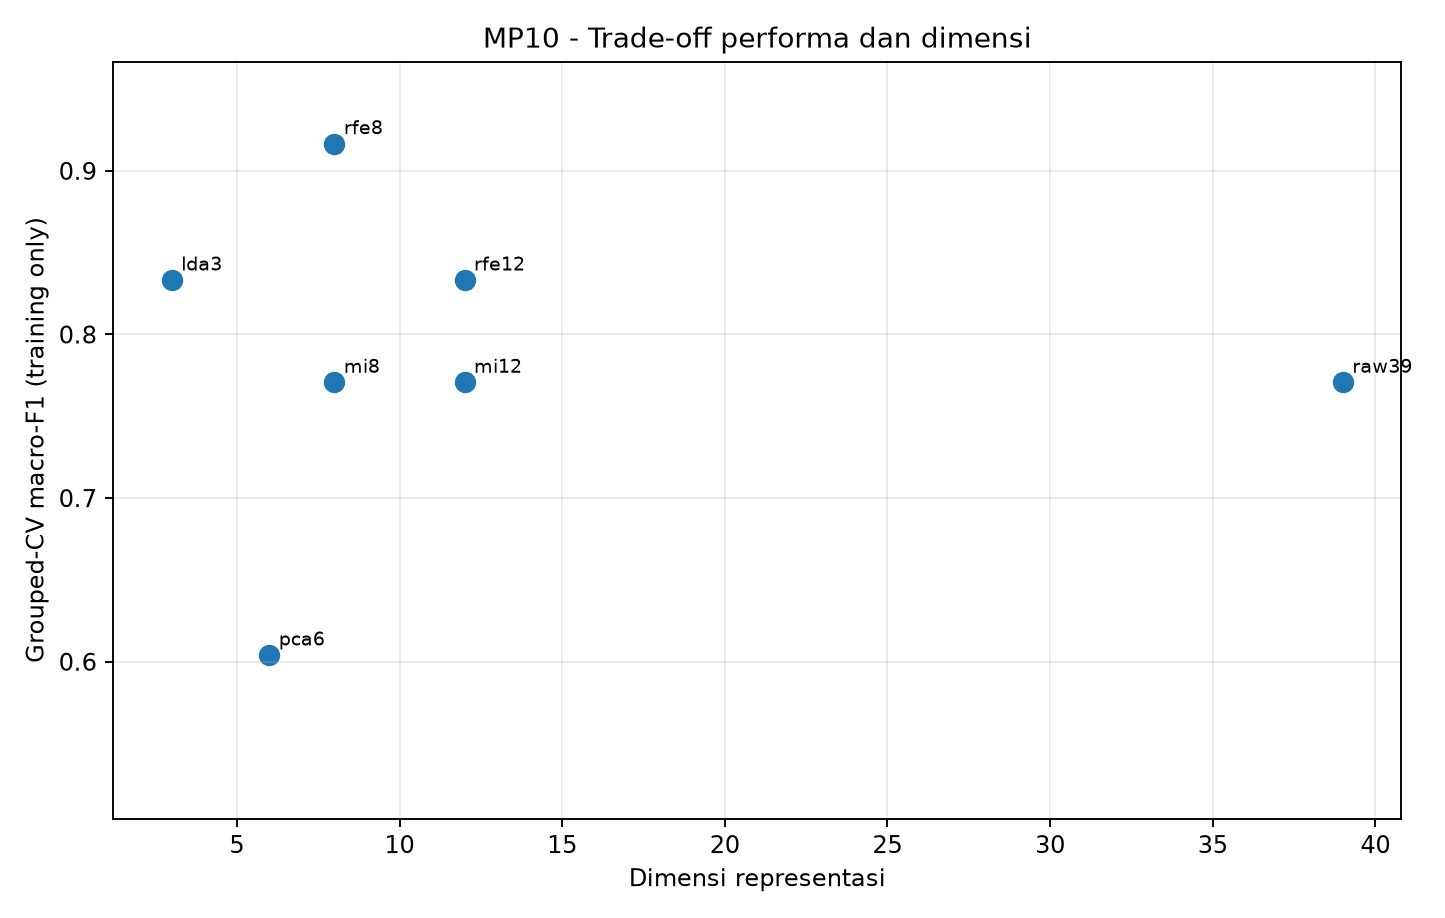 MP10 - Trade-off performa dan dimensi
Grouped-CV macro-F1 (training only)
0.9
0.8
0.7
0.6
rfe8
lda3
rfe12
mi8
mi12
raw39
pca6
5
10
15
20
25
30
35
40
Dimensi representasi